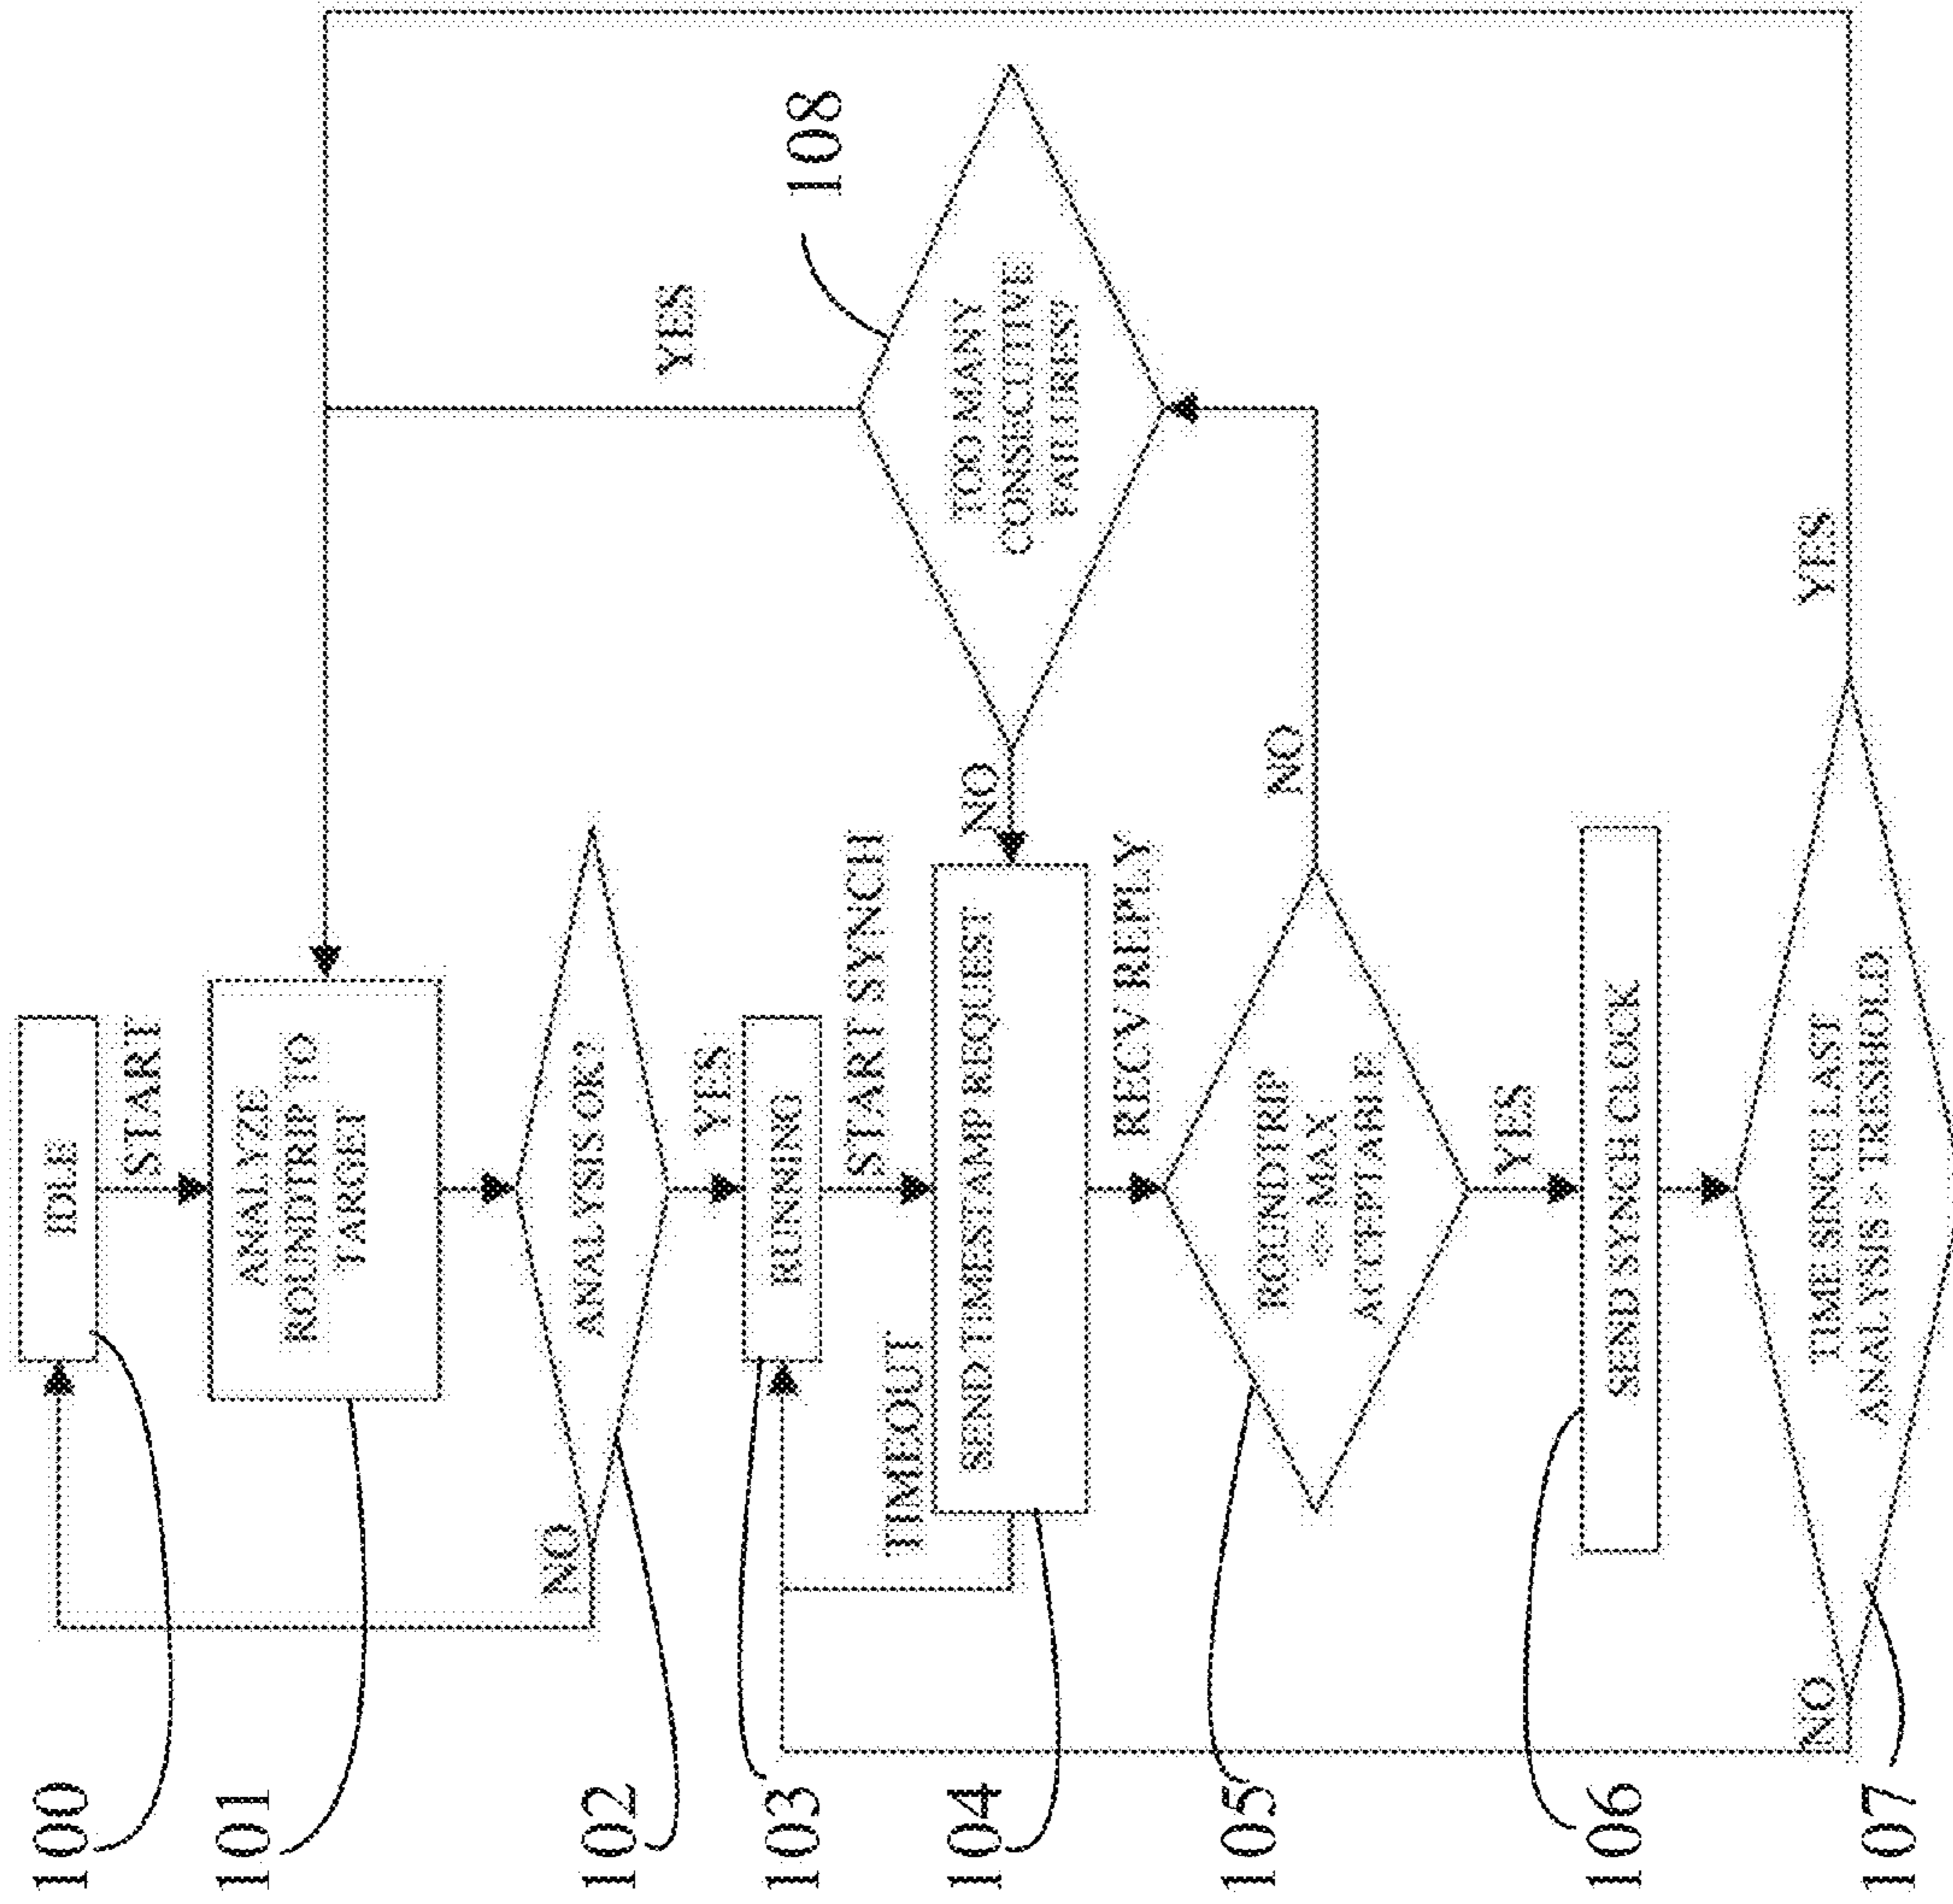 100
IDLE
START
101
ANALYZE
ROUNDTRIP TO
TARGET
102
ANALYSIS OK?
NO
YES
103
RUNNING
START SYNCH
TIMEOUT
104
SEND TIMESTAMP REQUEST
NO
RECV REPLY
105
ROUNDTRIP
<= MAX
ACCEPTABLE
NO
YES
108
TOO MANY
CONSECUTIVE
FAILURES?
YES
106
SEND SYNCH CLOCK
107
TIME SINCE LAST
ANALYSIS > TRESHOLD
NO
YES